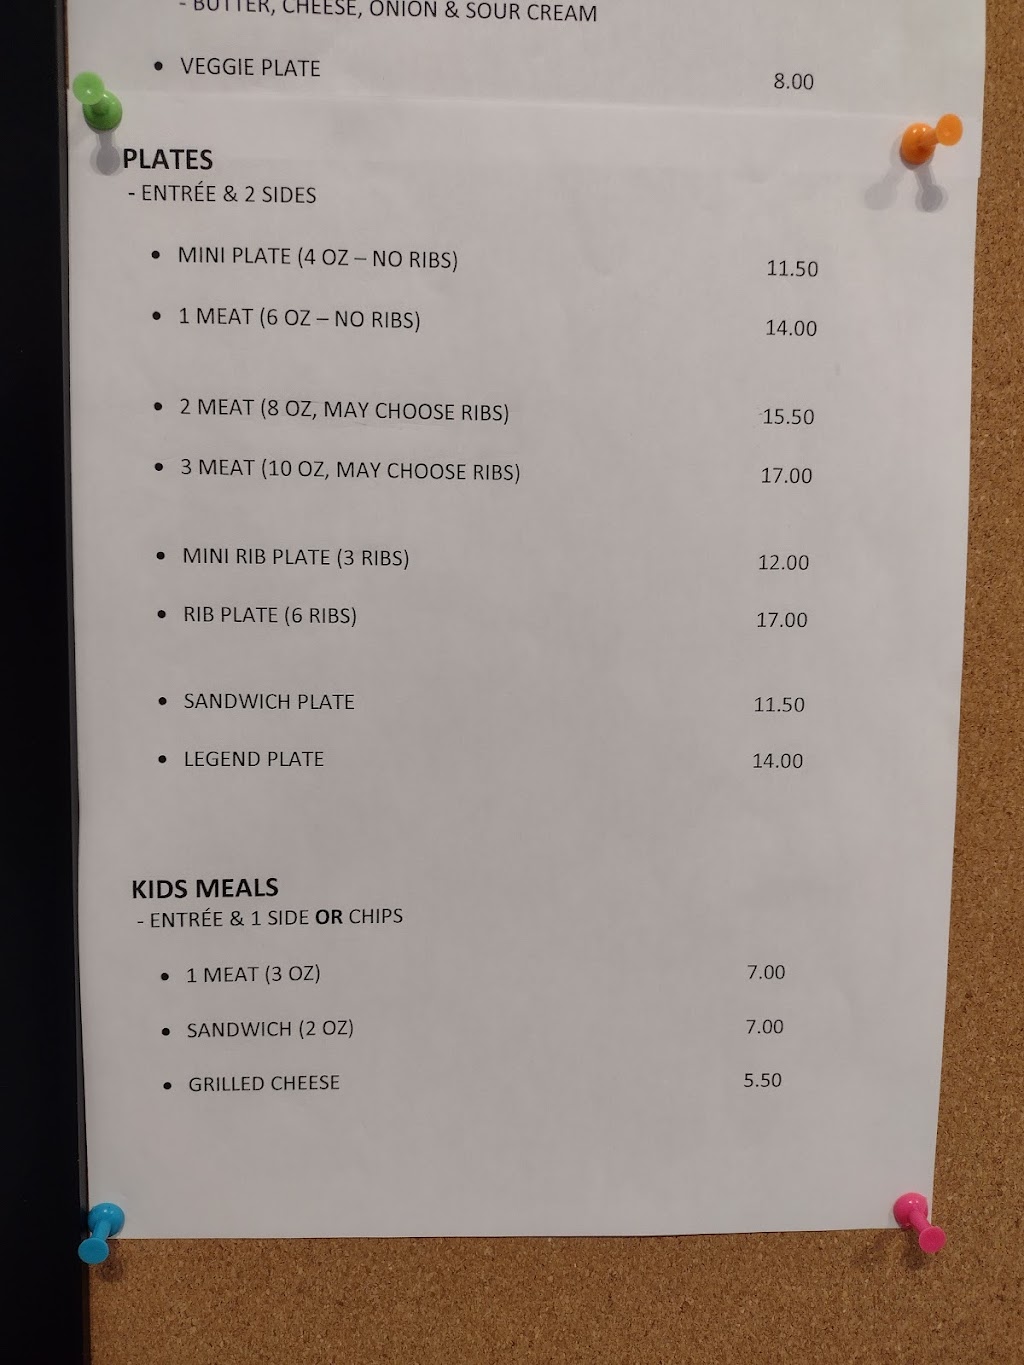 - BUTTER, CHEESE, ONION & SOUR CREAM
• VEGGIE PLATE 8.00
PLATES
- ENTRÉE & 2 SIDES
• MINI PLATE (4 OZ – NO RIBS) 11.50
• 1 MEAT (6 OZ – NO RIBS) 14.00
• 2 MEAT (8 OZ, MAY CHOOSE RIBS) 15.50
• 3 MEAT (10 OZ, MAY CHOOSE RIBS) 17.00
• MINI RIB PLATE (3 RIBS) 12.00
• RIB PLATE (6 RIBS) 17.00
• SANDWICH PLATE 11.50
• LEGEND PLATE 14.00
KIDS MEALS
- ENTRÉE & 1 SIDE OR CHIPS
• 1 MEAT (3 OZ) 7.00
• SANDWICH (2 OZ) 7.00
• GRILLED CHEESE 5.50